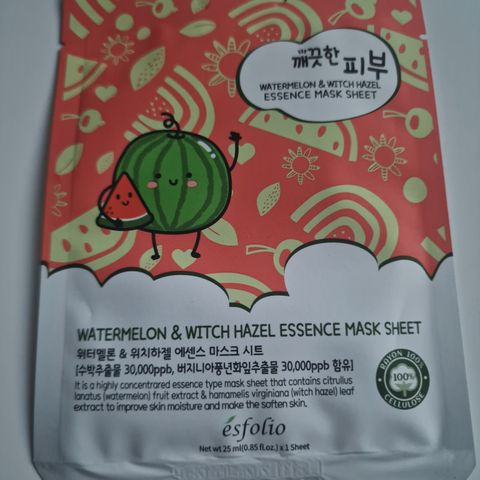 깨끗한 피부
WATERMELON & WITCH HAZEL
ESSENCE MASK SHEET
WATERMELON & WITCH HAZEL ESSENCE MASK SHEET
워터멜론 & 위치하젤 에센스 마스크 시트
[수박추출물 30,000ppb, 버지니아풍년화잎추출물 30,000ppb 함유]
It is a highly concentrared essence type mask sheet that contains citrullus
lanatus (watermelon) fruit extract & hamamelis virginiana (witch hazel) leaf
extract to improve skin moisture and make the soften skin.
ROYON 100%
100%
CELLULOSE
esfolio
Net wt 25 ml(0.85 fl.oz.) x 1 Sheet